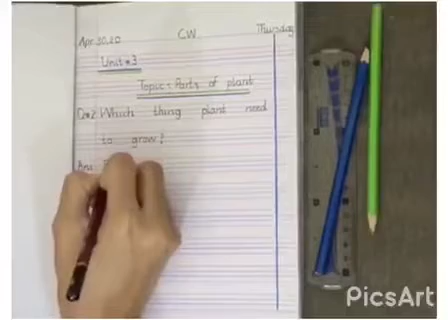 Apr.30,20 CW Thursday
Unit#3
Topic: Parts of plant
Q#2 Which thing plant need
to grow?
Ans
PicsArt